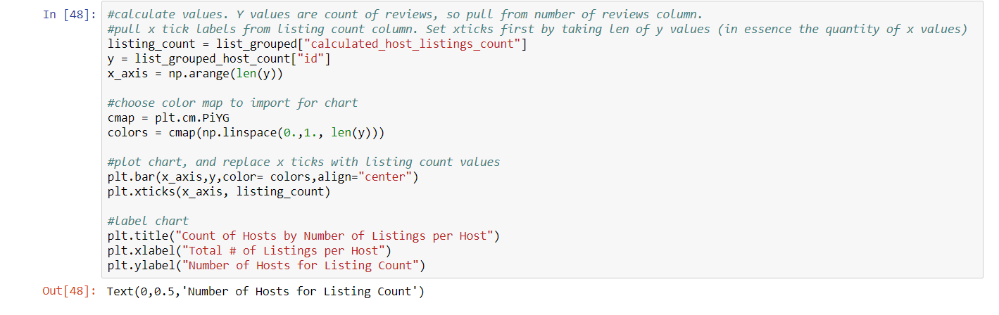 In [48]: #calculate values. Y values are count of reviews, so pull from number of reviews column.
#pull x tick labels from listing count column. Set xticks first by taking len of y values (in essence the quantity of x values)
listing_count = list_grouped["calculated_host_listings_count"]
y = list_grouped_host_count["id"]
x_axis = np.arange(len(y))

#choose color map to import for chart
cmap = plt.cm.PiYG
colors = cmap(np.linspace(0.,1., len(y)))

#plot chart, and replace x ticks with listing count values
plt.bar(x_axis,y,color= colors,align="center")
plt.xticks(x_axis, listing_count)

#label chart
plt.title("Count of Hosts by Number of Listings per Host")
plt.xlabel("Total # of Listings per Host")
plt.ylabel("Number of Hosts for Listing Count")
Out[48]: Text(0,0.5,'Number of Hosts for Listing Count')